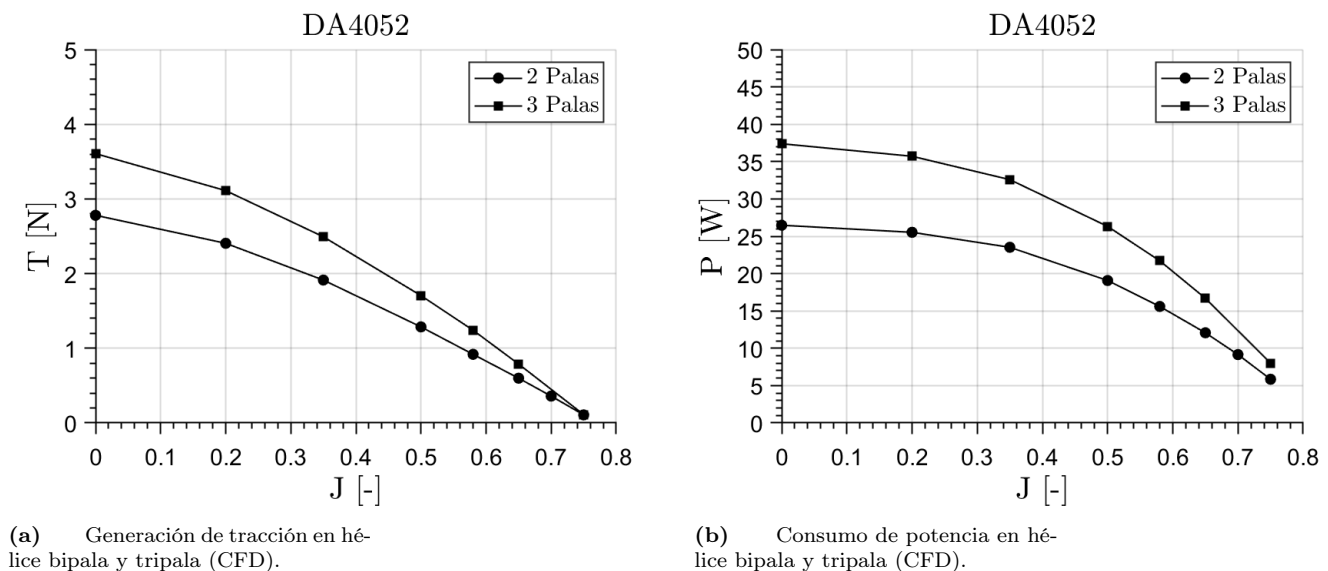 DA4052
5
4
3
2
1
0
T [N]
2 Palas
3 Palas
0 0.1 0.2 0.3 0.4 0.5 0.6 0.7 0.8
J [-]
(a) Generación de tracción en hé-
lice bipala y tripala (CFD).
DA4052
50
45
40
35
30
25
20
15
10
5
0
P [W]
2 Palas
3 Palas
0 0.1 0.2 0.3 0.4 0.5 0.6 0.7 0.8
J [-]
(b) Consumo de potencia en hé-
lice bipala y tripala (CFD).